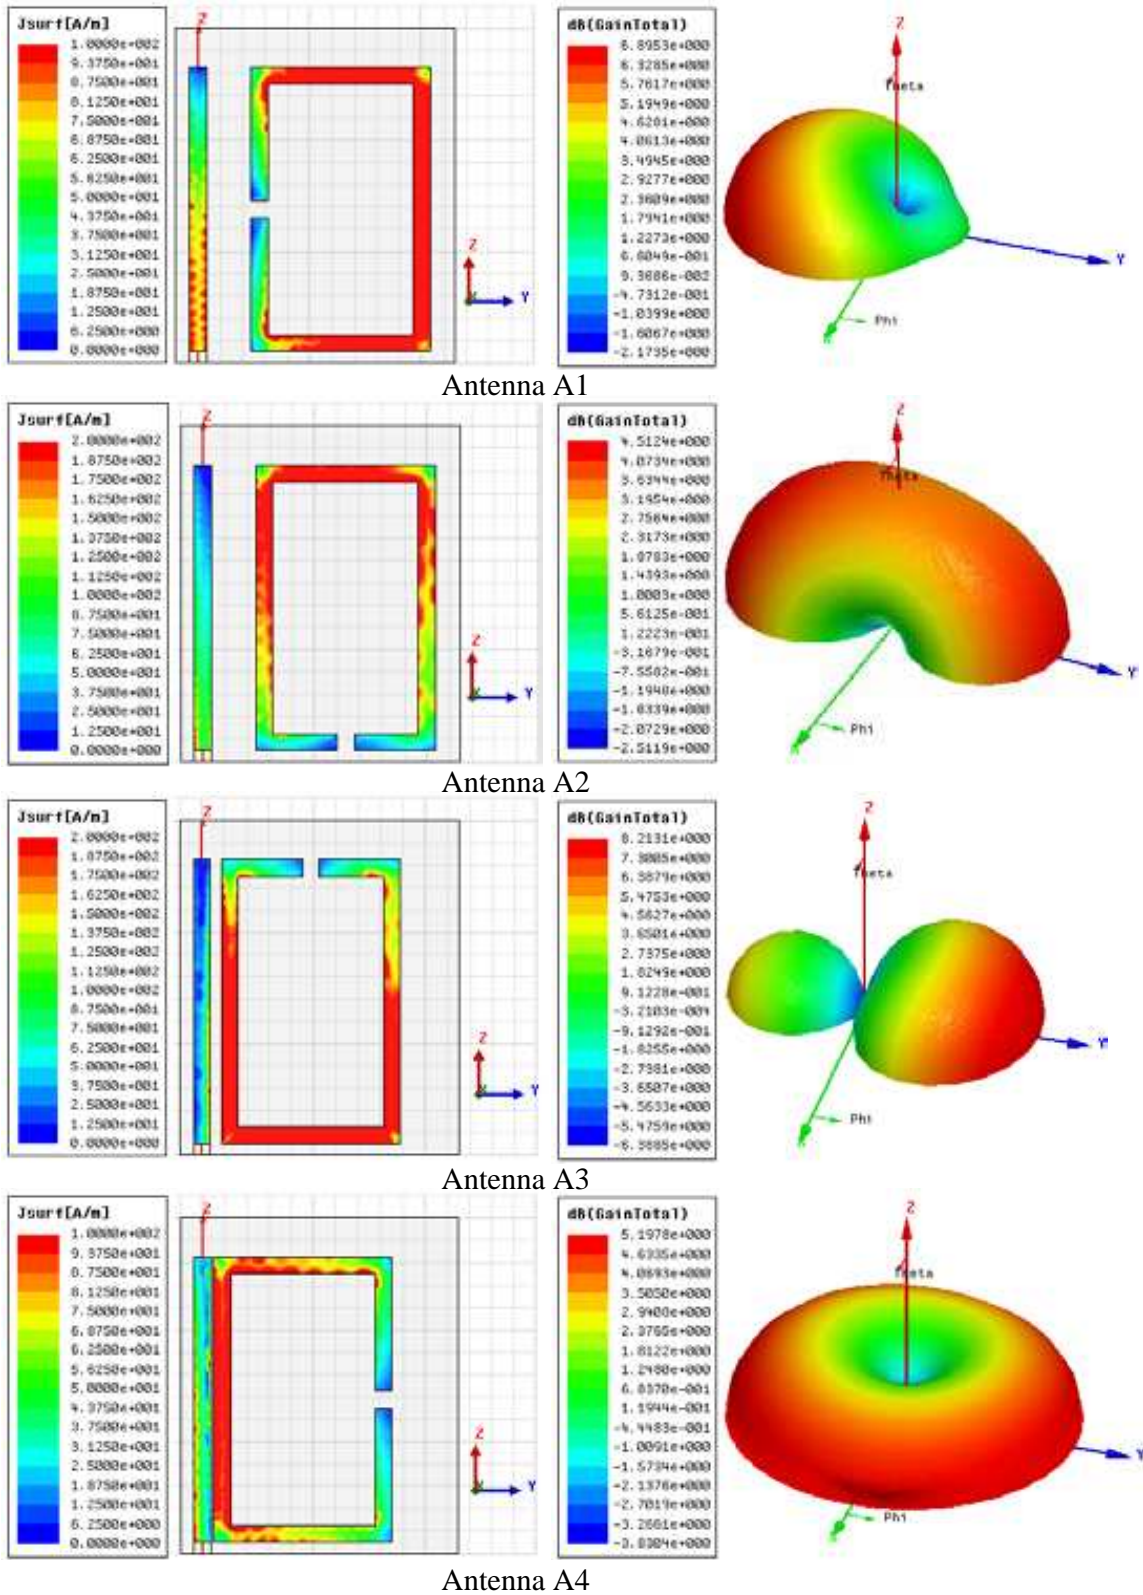 Jsurf[A/m]
1.0000e+002
9.3750e+001
8.7500e+001
8.1250e+001
7.5000e+001
6.8750e+001
6.2500e+001
5.6250e+001
5.0000e+001
4.3750e+001
3.7500e+001
3.1250e+001
2.5000e+001
1.8750e+001
1.2500e+001
6.2500e+000
0.0000e+000
Z
Z
Y
dB(GainTotal)
6.8953e+000
6.3285e+000
5.7617e+000
5.1949e+000
4.6281e+000
4.0613e+000
3.4945e+000
2.9277e+000
2.3609e+000
1.7941e+000
1.2273e+000
6.6049e-001
9.3686e-002
-4.7312e-001
-1.0399e+000
-1.6067e+000
-2.1735e+000
Z
Theta
Y
Phi
X
Antenna A1
Jsurf[A/m]
2.0000e+002
1.8750e+002
1.7500e+002
1.6250e+002
1.5000e+002
1.3750e+002
1.2500e+002
1.1250e+002
1.0000e+002
8.7500e+001
7.5000e+001
6.2500e+001
5.0000e+001
3.7500e+001
2.5000e+001
1.2500e+001
0.0000e+000
Z
Z
Y
dB(GainTotal)
4.5124e+000
4.0734e+000
3.6344e+000
3.1954e+000
2.7564e+000
2.3173e+000
1.8783e+000
1.4393e+000
1.0003e+000
5.6125e-001
1.2223e-001
-3.1679e-001
-7.5582e-001
-1.1948e+000
-1.6339e+000
-2.0729e+000
-2.5119e+000
Z
Theta
Y
Phi
X
Antenna A2
Jsurf[A/m]
2.0000e+002
1.8750e+002
1.7500e+002
1.6250e+002
1.5000e+002
1.3750e+002
1.2500e+002
1.1250e+002
1.0000e+002
8.7500e+001
7.5000e+001
6.2500e+001
5.0000e+001
3.7500e+001
2.5000e+001
1.2500e+001
0.0000e+000
Z
Z
Y
dB(GainTotal)
8.2131e+000
7.3005e+000
6.3879e+000
5.4753e+000
4.5627e+000
3.6501e+000
2.7375e+000
1.8249e+000
9.1228e-001
-3.2103e-004
-9.1292e-001
-1.8255e+000
-2.7381e+000
-3.6507e+000
-4.5633e+000
-5.4759e+000
-6.3885e+000
Z
Theta
Y
Phi
X
Antenna A3
Jsurf[A/m]
1.0000e+002
9.3750e+001
8.7500e+001
8.1250e+001
7.5000e+001
6.8750e+001
6.2500e+001
5.6250e+001
5.0000e+001
4.3750e+001
3.7500e+001
3.1250e+001
2.5000e+001
1.8750e+001
1.2500e+001
6.2500e+000
0.0000e+000
Z
Z
Y
dB(GainTotal)
5.1978e+000
4.6335e+000
4.0693e+000
3.5050e+000
2.9408e+000
2.3765e+000
1.8122e+000
1.2480e+000
6.8370e-001
1.1944e-001
-4.4483e-001
-1.0091e+000
-1.5734e+000
-2.1376e+000
-2.7019e+000
-3.2661e+000
-3.8304e+000
Z
Theta
Y
Phi
X
Antenna A4